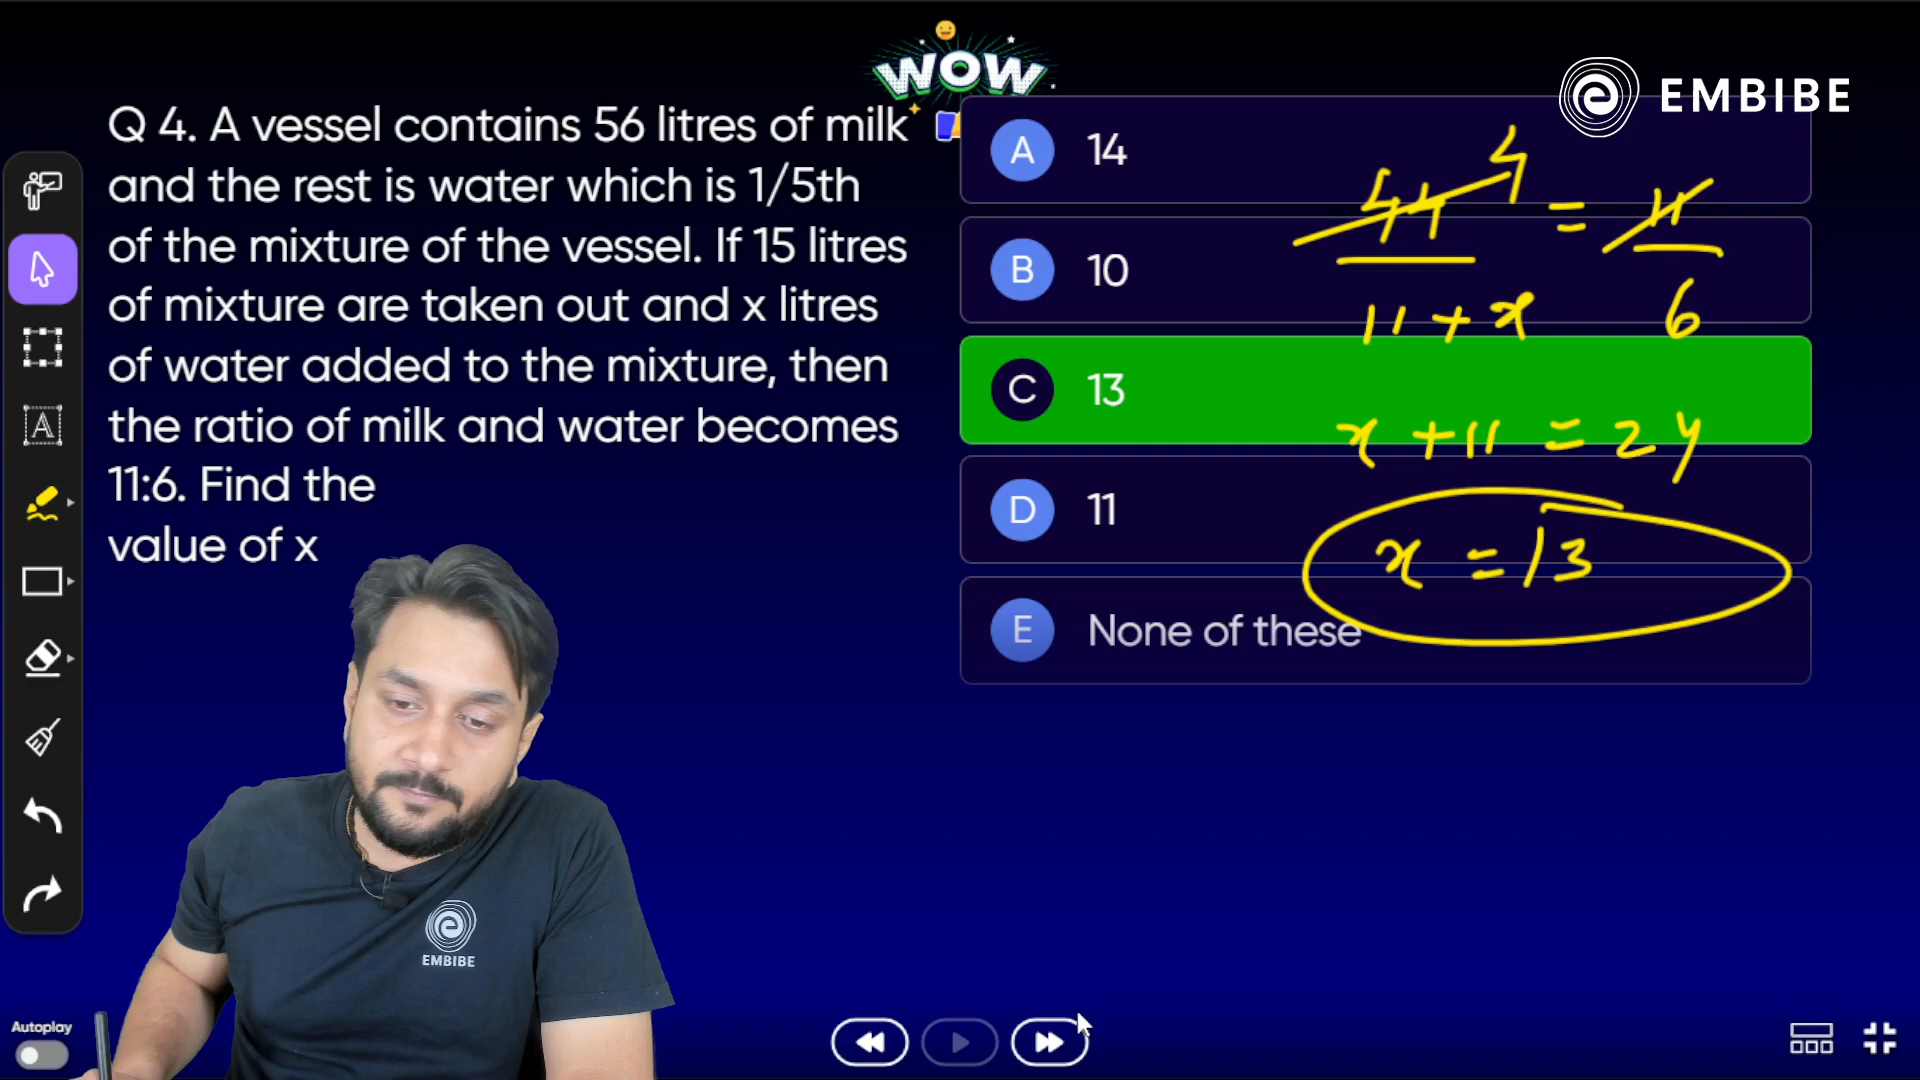 WOW
EMBIBE
Q 4. A vessel contains 56 litres of milk
and the rest is water which is 1/5th
of the mixture of the vessel. If 15 litres
of mixture are taken out and x litres
of water added to the mixture, then
the ratio of milk and water becomes
11:6. Find the
value of x
A 14
B 10
C 13
D 11
E None of these
4
44 = 11
11 + x 6
x + 11 = 24
x = 13
A
e
EMBIBE
Autoplay